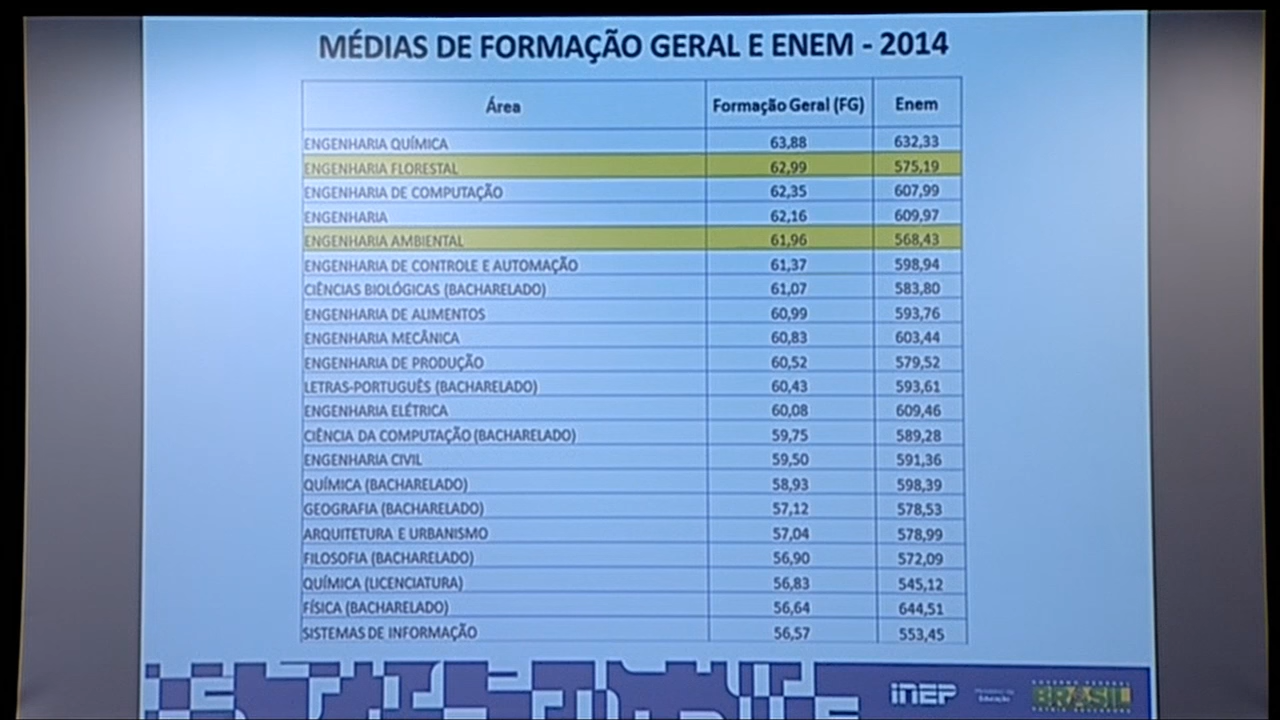 MÉDIAS DE FORMAÇÃO GERAL E ENEM - 2014
Área Formação Geral (FG) Enem
ENGENHARIA QUÍMICA 63,88 632,33
ENGENHARIA FLORESTAL 62,99 575,19
ENGENHARIA DE COMPUTAÇÃO 62,35 607,99
ENGENHARIA 62,16 609,97
ENGENHARIA AMBIENTAL 61,96 568,43
ENGENHARIA DE CONTROLE E AUTOMAÇÃO 61,37 598,94
CIÊNCIAS BIOLÓGICAS (BACHARELADO) 61,07 583,80
ENGENHARIA DE ALIMENTOS 60,99 593,76
ENGENHARIA MECÂNICA 60,83 603,44
ENGENHARIA DE PRODUÇÃO 60,52 579,52
LETRAS-PORTUGUÊS (BACHARELADO) 60,43 593,61
ENGENHARIA ELÉTRICA 60,08 609,46
CIÊNCIA DA COMPUTAÇÃO (BACHARELADO) 59,75 589,28
ENGENHARIA CIVIL 59,50 591,36
QUÍMICA (BACHARELADO) 58,93 598,39
GEOGRAFIA (BACHARELADO) 57,12 578,53
ARQUITETURA E URBANISMO 57,04 578,99
FILOSOFIA (BACHARELADO) 56,90 572,09
QUÍMICA (LICENCIATURA) 56,83 545,12
FÍSICA (BACHARELADO) 56,64 644,51
SISTEMAS DE INFORMAÇÃO 56,57 553,45
INEP
Ministério da
Educação
GOVERNO FEDERAL
BRASIL